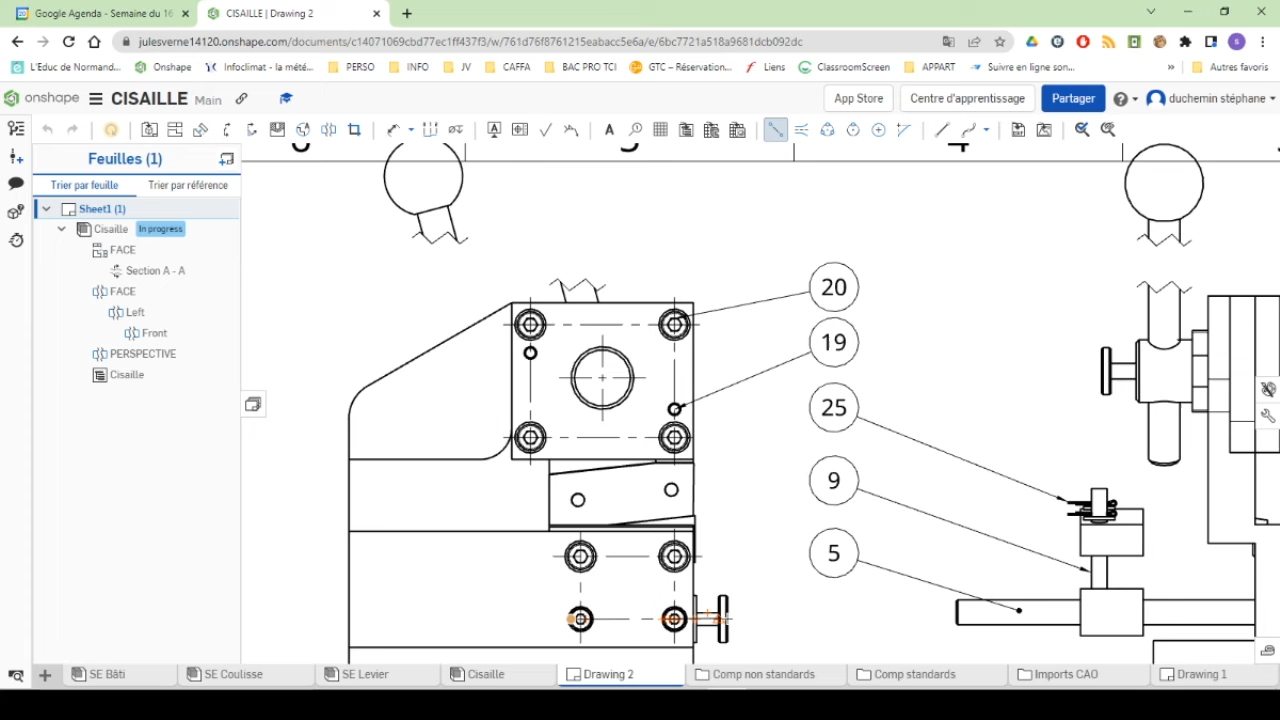 Google Agenda - Semaine du 16
CISAILLE | Drawing 2
julesverne14120.onshape.com/documents/c14071069cbd77ec1ff437f3/w/761d76f8761215eabacc5e6a/e/6bc7721a518a9681dcb092dc
L'Educ de Normand...
Onshape
Infoclimat - la mété...
PERSO
INFO
JV
CAFFA
BAC PRO TCI
GTC – Réservation...
Liens
ClassroomScreen
APPART
Suivre en ligne son...
»
Autres favoris
onshape
CISAILLE
Main
App Store
Centre d'apprentissage
Partager
duchemin stéphane
Feuilles (1)
Trier par feuille
Trier par référence
Sheet1 (1)
Cisaille
In progress
FACE
Section A - A
FACE
Left
Front
PERSPECTIVE
Cisaille
4
20
19
25
9
5
SE Bâti
SE Coulisse
SE Levier
Cisaille
Drawing 2
Comp non standards
Comp standards
Imports CAO
Drawing 1